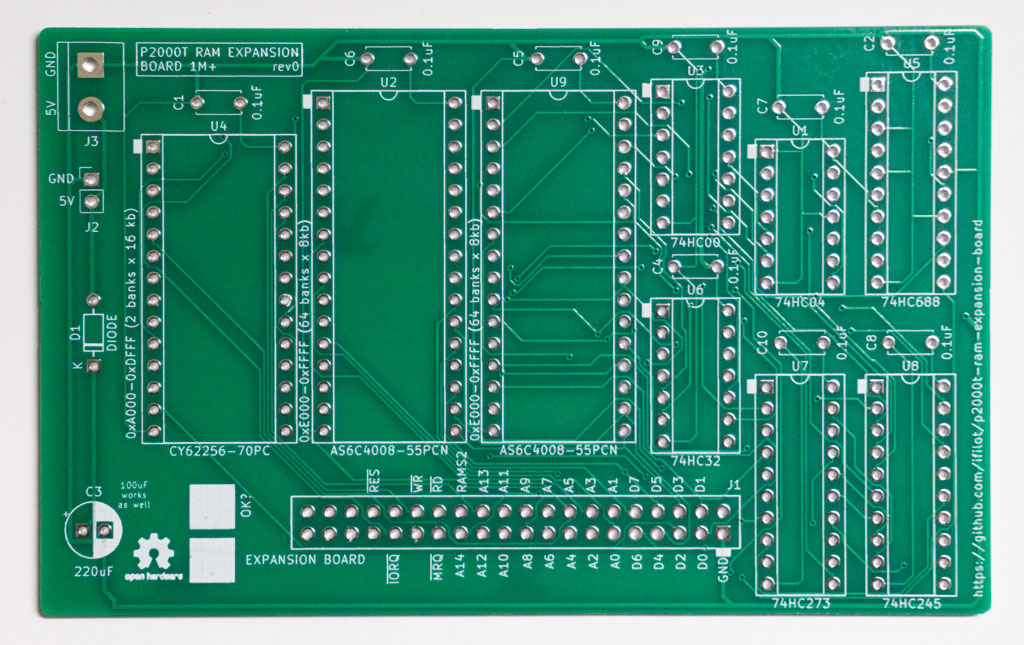 P2000T RAM EXPANSION
BOARD 1M+ rev0
GND
5V
J3
GND
5V
J2
D1
DIODE
K
C3
+
220uF
100uF
works
as well
open hardware
OK?
C1
0.1uF
U4
0xA000-0xDFFF (2 banks x 16 kb)
CY62256-70PC
C6
0.1uF
U2
0xE000-0xFFFF (64 banks x 8kb)
AS6C4008-55PCN
C5
0.1uF
U9
0xE000-0xFFFF (64 banks x 8kb)
AS6C4008-55PCN
C9
0.1uF
U3
74HC00
C4
0.1uF
U6
74HC32
C7
0.1uF
U1
74HC04
C2
0.1uF
U5
74HC688
C10
0.1uF
U7
74HC273
C8
0.1uF
U8
74HC245
RES
WR
RD
RAMS2
A13
A11
A9
A7
A5
A3
A1
D7
D5
D3
D1
J1
EXPANSION BOARD
IORQ
MRQ
A14
A12
A10
A8
A6
A4
A2
A0
D6
D4
D2
D0
GND
https://github.com/ifilot/p2000t-ram-expansion-board